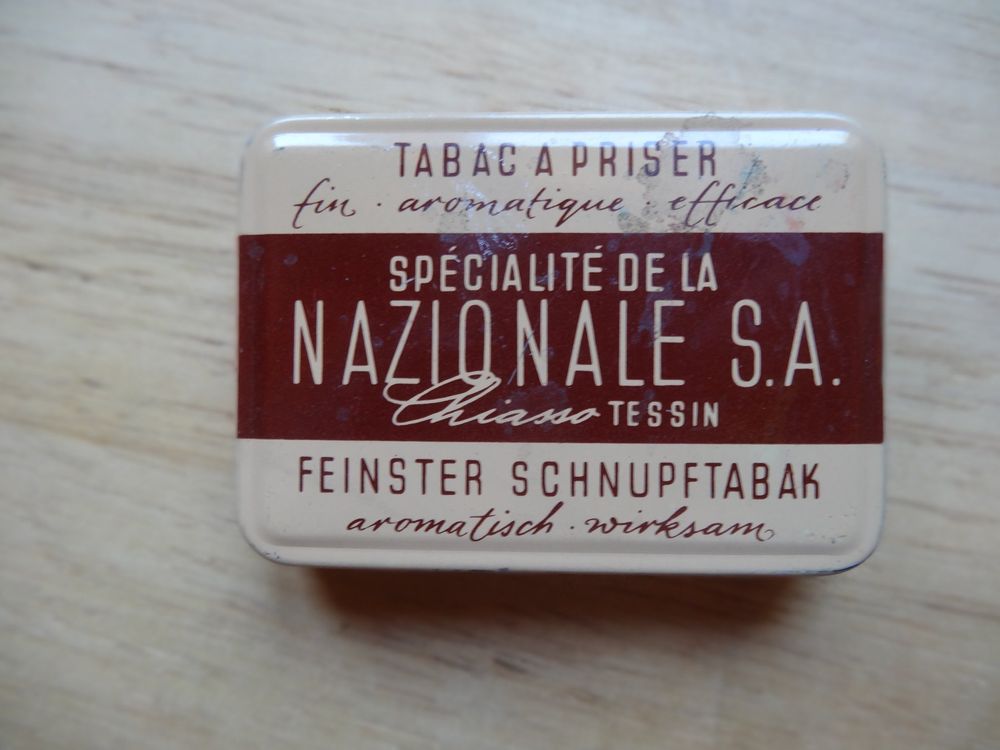 TABAC A PRISER
fin · aromatique · efficace
SPÉCIALITÉ DE LA
NAZIONALE S.A.
Chiasso TESSIN
FEINSTER SCHNUPFTABAK
aromatisch · wirksam